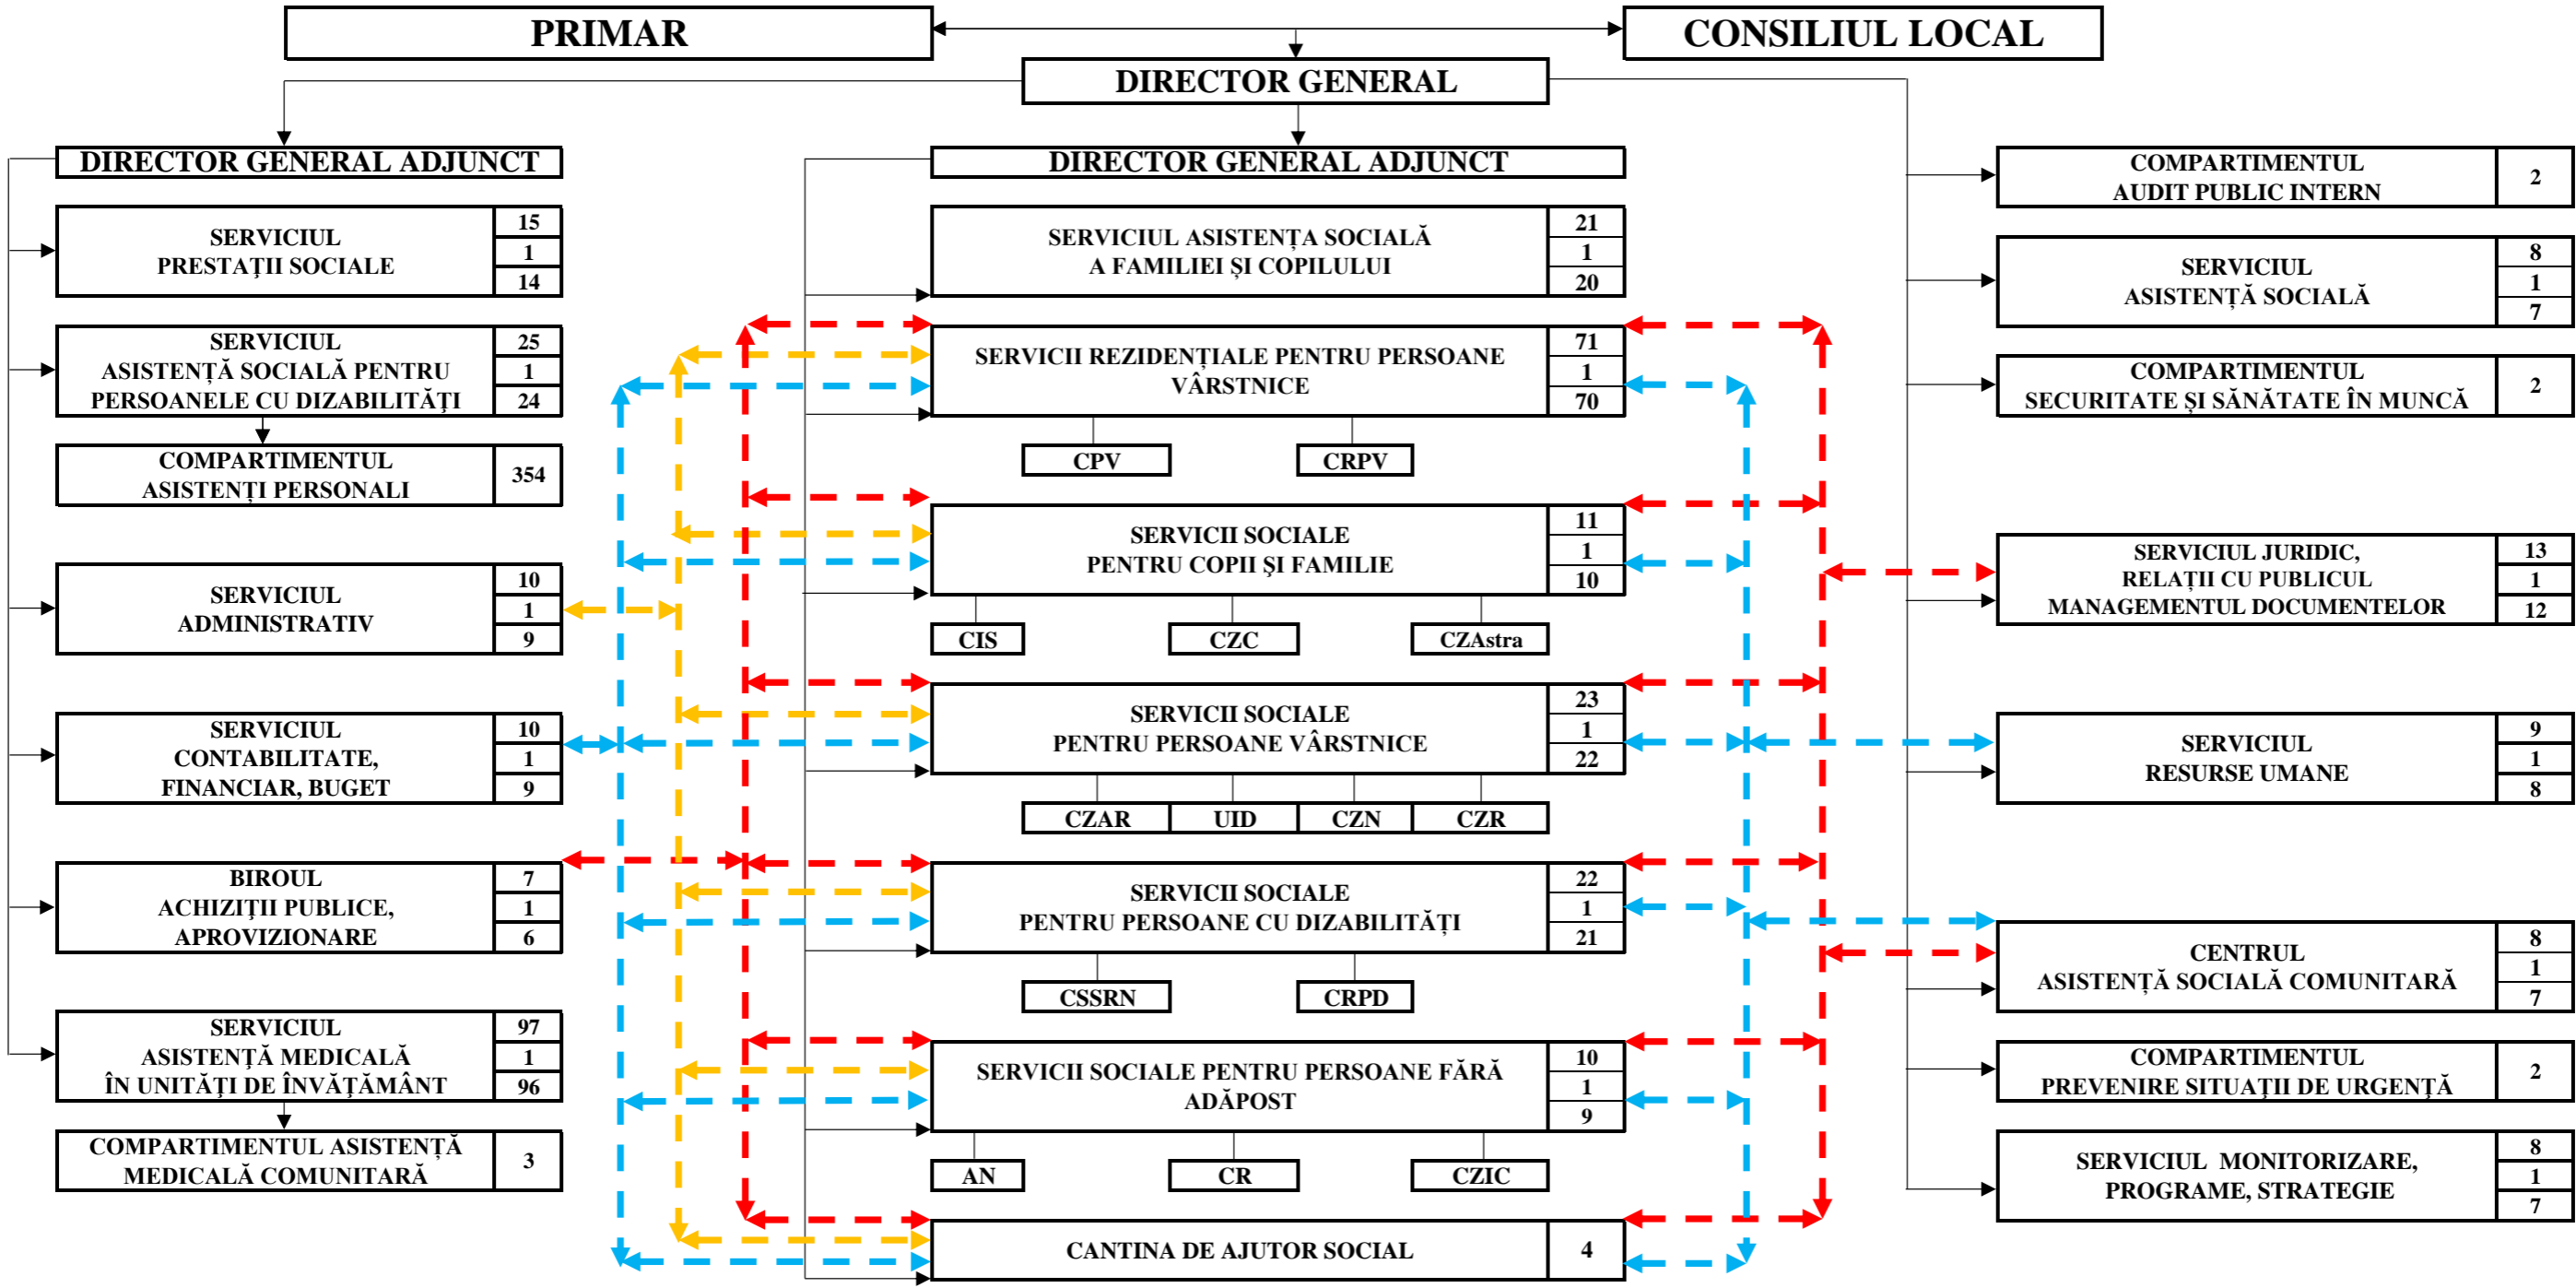 PRIMAR
CONSILIUL LOCAL
DIRECTOR GENERAL
DIRECTOR GENERAL ADJUNCT
SERVICIUL
PRESTAŢII SOCIALE
15
1
14
SERVICIUL
ASISTENȚĂ SOCIALĂ PENTRU
PERSOANELE CU DIZABILITĂŢI
25
1
24
COMPARTIMENTUL
ASISTENȚI PERSONALI
354
SERVICIUL
ADMINISTRATIV
10
1
9
SERVICIUL
CONTABILITATE,
FINANCIAR, BUGET
10
1
9
BIROUL
ACHIZIŢII PUBLICE,
APROVIZIONARE
7
1
6
SERVICIUL
ASISTENŢĂ MEDICALĂ
ÎN UNITĂŢI DE ÎNVĂŢĂMÂNT
97
1
96
COMPARTIMENTUL ASISTENȚĂ
MEDICALĂ COMUNITARĂ
3
DIRECTOR GENERAL ADJUNCT
SERVICIUL ASISTENȚA SOCIALĂ
A FAMILIEI ȘI COPILULUI
21
1
20
SERVICII REZIDENȚIALE PENTRU PERSOANE
VÂRSTNICE
71
1
70
CPV
CRPV
SERVICII SOCIALE
PENTRU COPII ŞI FAMILIE
11
1
10
CIS
CZC
CZAstra
SERVICII SOCIALE
PENTRU PERSOANE VÂRSTNICE
23
1
22
CZAR
UID
CZN
CZR
SERVICII SOCIALE
PENTRU PERSOANE CU DIZABILITĂȚI
22
1
21
CSSRN
CRPD
SERVICII SOCIALE PENTRU PERSOANE FĂRĂ
ADĂPOST
10
1
9
AN
CR
CZIC
CANTINA DE AJUTOR SOCIAL
4
COMPARTIMENTUL
AUDIT PUBLIC INTERN
2
SERVICIUL
ASISTENȚĂ SOCIALĂ
8
1
7
COMPARTIMENTUL
SECURITATE ȘI SĂNĂTATE ÎN MUNCĂ
2
SERVICIUL JURIDIC,
RELAȚII CU PUBLICUL
MANAGEMENTUL DOCUMENTELOR
13
1
12
SERVICIUL
RESURSE UMANE
9
1
8
CENTRUL
ASISTENȚĂ SOCIALĂ COMUNITARĂ
8
1
7
COMPARTIMENTUL
PREVENIRE SITUAŢII DE URGENŢĂ
2
SERVICIUL MONITORIZARE,
PROGRAME, STRATEGIE
8
1
7